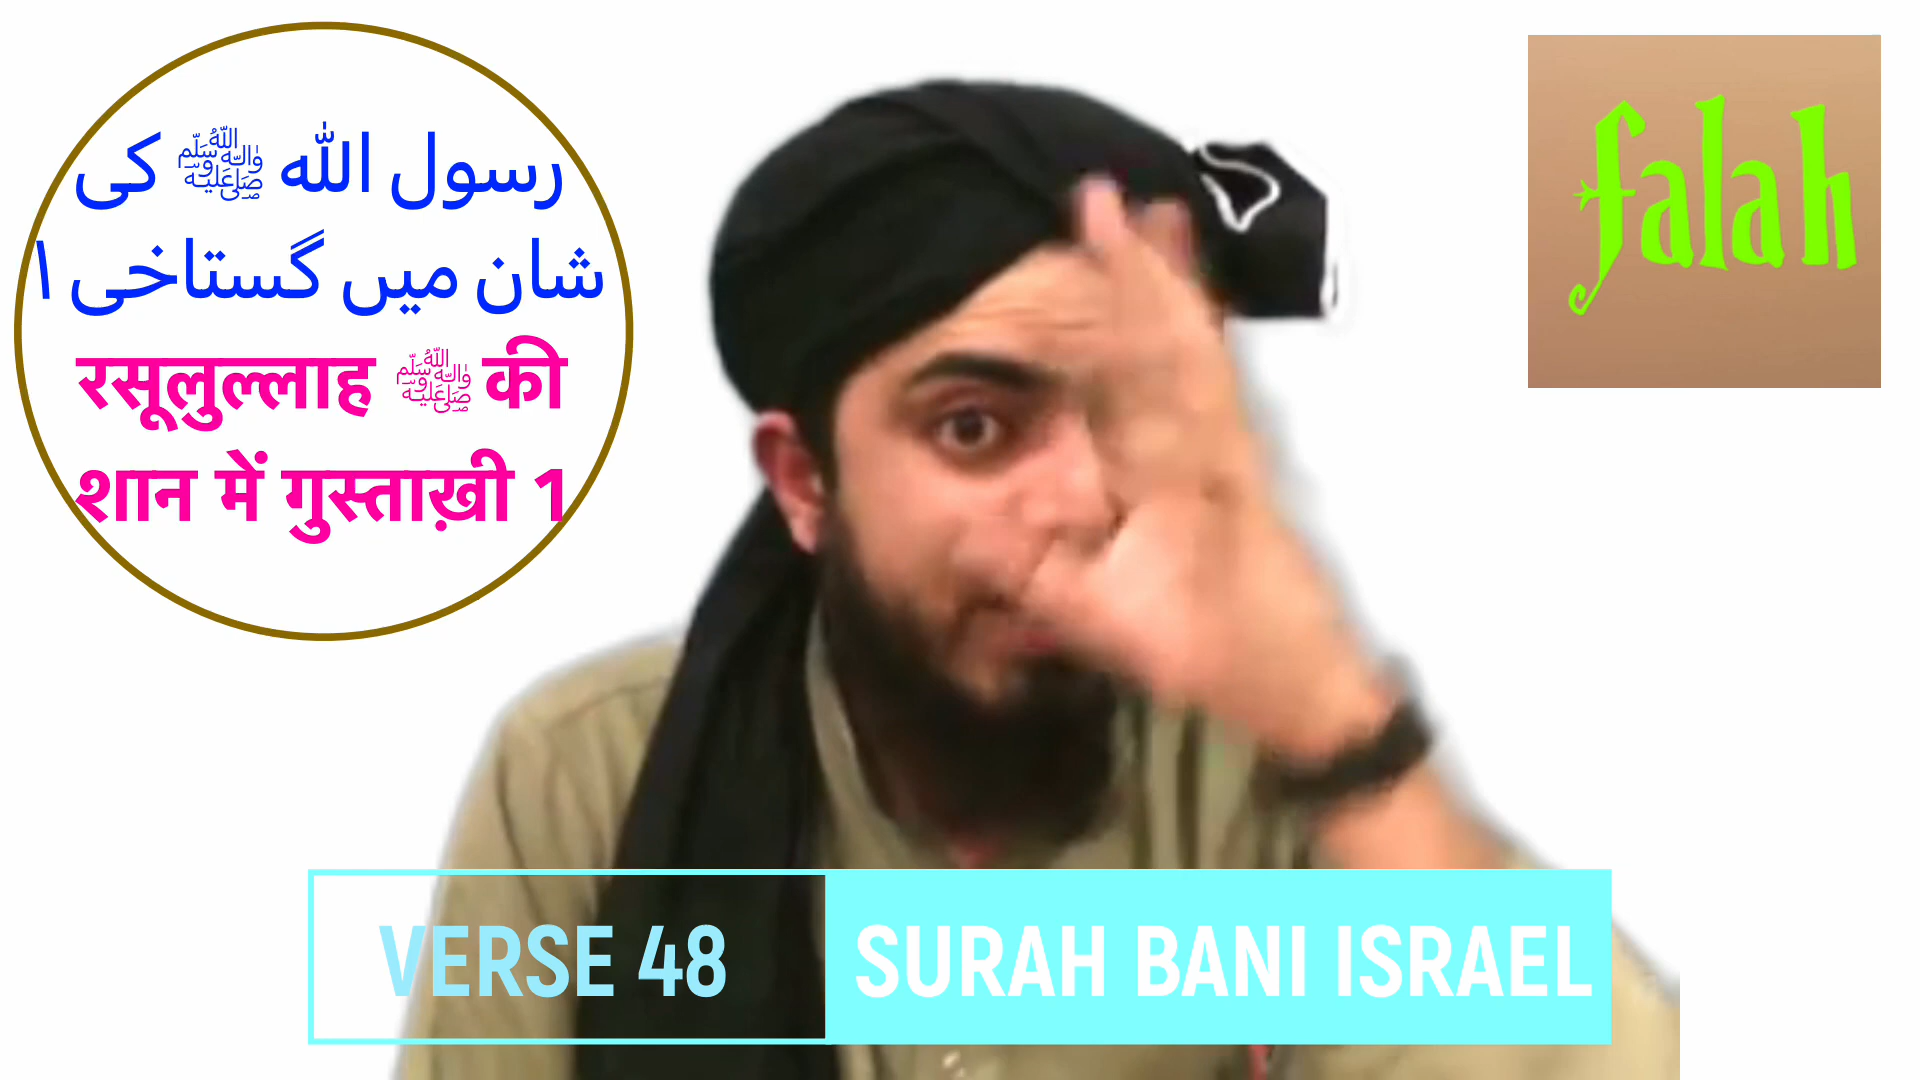 رسول اللہ ﷺ کی
شان میں گستاخی ۱
रसूलुल्लाह ﷺ की
शान में गुस्ताख़ी 1
falah
VERSE 48
SURAH BANI ISRAEL